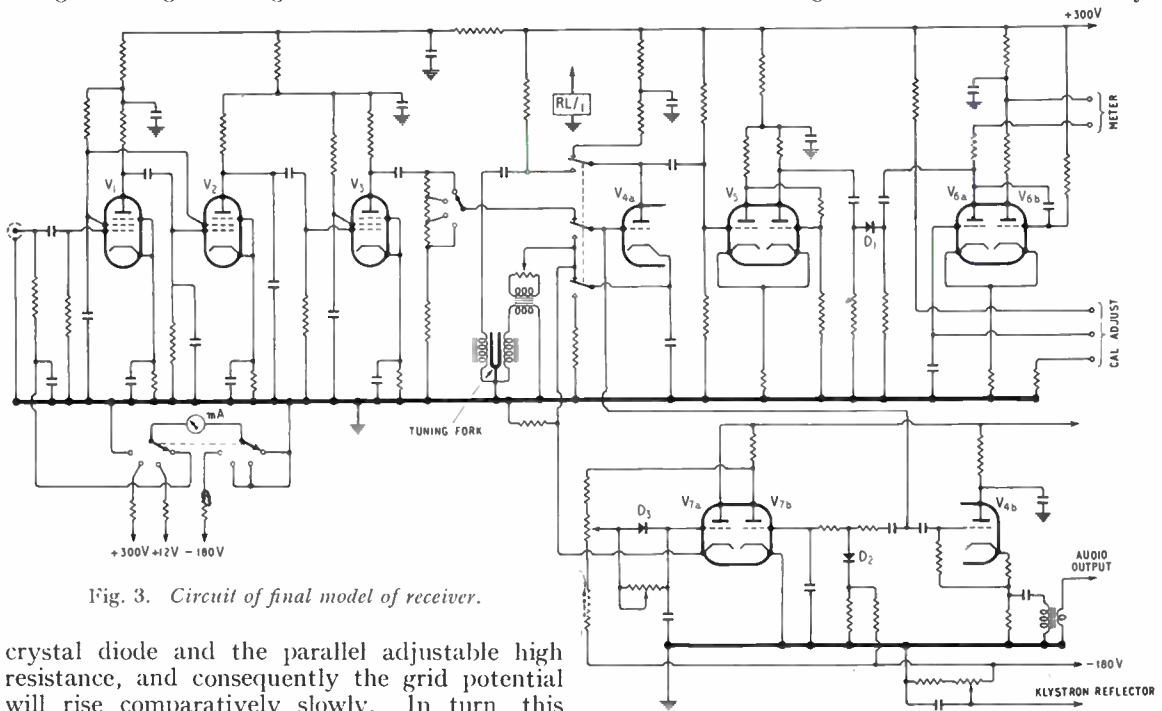 +300V
RL/1
METER
V1
V2
V3
V4a
V5
V6a
V6b
D1
CAL ADJUST
mA
TUNING FORK
+300V +12V -180V
V7a
V7b
V4b
D3
D2
AUDIO
OUTPUT
-180V
KLYSTRON REFLECTOR
Fig. 3. Circuit of final model of receiver.
crystal diode and the parallel adjustable high
resistance, and consequently the grid potential
will rise comparatively slowly. In turn this